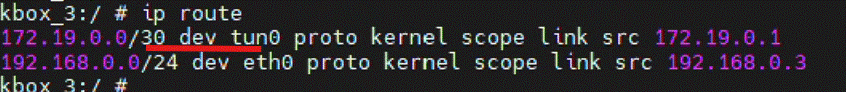 kbox_3:/ # ip route
172.19.0.0/30 dev tun0 proto kernel scope link src 172.19.0.1
192.168.0.0/24 dev eth0 proto kernel scope link src 192.168.0.3
kbox_3:/ #